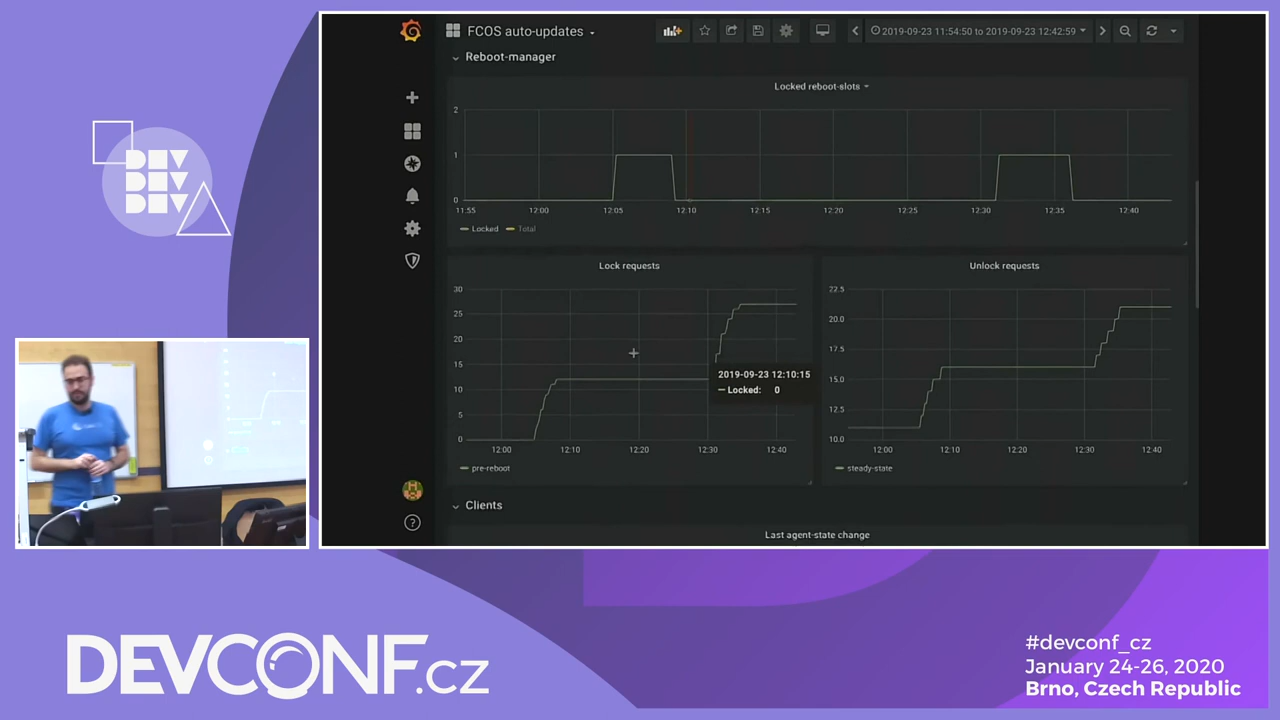 DEV
DEV
DEV
FCOS auto-updates
2019-09-23 11:54:50 to 2019-09-23 12:42:59
Reboot-manager
Locked reboot-slots
2
1
0
11:55 12:00 12:05 12:10 12:15 12:20 12:25 12:30 12:35 12:40
Locked Total
Lock requests
30
25
20
15
10
5
0
12:00 12:10 12:20 12:30 12:40
pre-reboot
2019-09-23 12:10:15
Locked: 0
Unlock requests
22.5
20.0
17.5
15.0
12.5
10.0
12:00 12:10 12:20 12:30 12:40
steady-state
Clients
Last agent-state change
?
DEVCONF.cz
#devconf_cz
January 24-26, 2020
Brno, Czech Republic